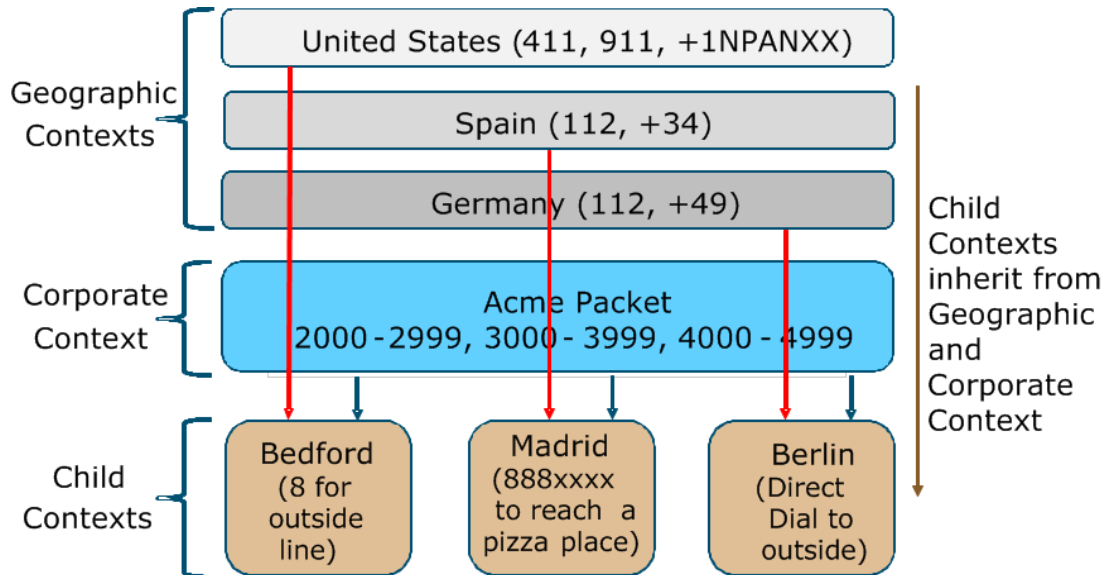 United States (411, 911, +1NPANXX)
Geographic
Contexts
Spain (112, +34)
Germany (112, +49)
Child
Contexts
inherit from
Geographic
and
Corporate
Context
Corporate
Context
Acme Packet
2000-2999, 3000-3999, 4000-4999
Child
Contexts
Bedford
(8 for
outside
line)
Madrid
(888xxxx
to reach a
pizza place)
Berlin
(Direct
Dial to
outside)